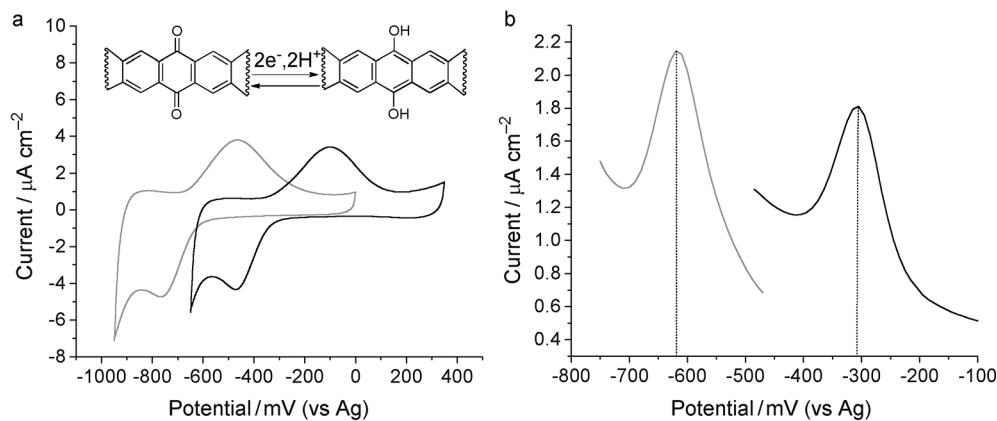 a
10
8
6
4
2
0
-2
-4
-6
-8
Current / μA cm⁻²
-1000 -800 -600 -400 -200 0 200 400
Potential / mV (vs Ag)
O
O
2e⁻,2H⁺
OH
OH
b
2.2
2.0
1.8
1.6
1.4
1.2
1.0
0.8
0.6
0.4
Current / μA cm⁻²
-800 -700 -600 -500 -400 -300 -200 -100
Potential / mV (vs Ag)